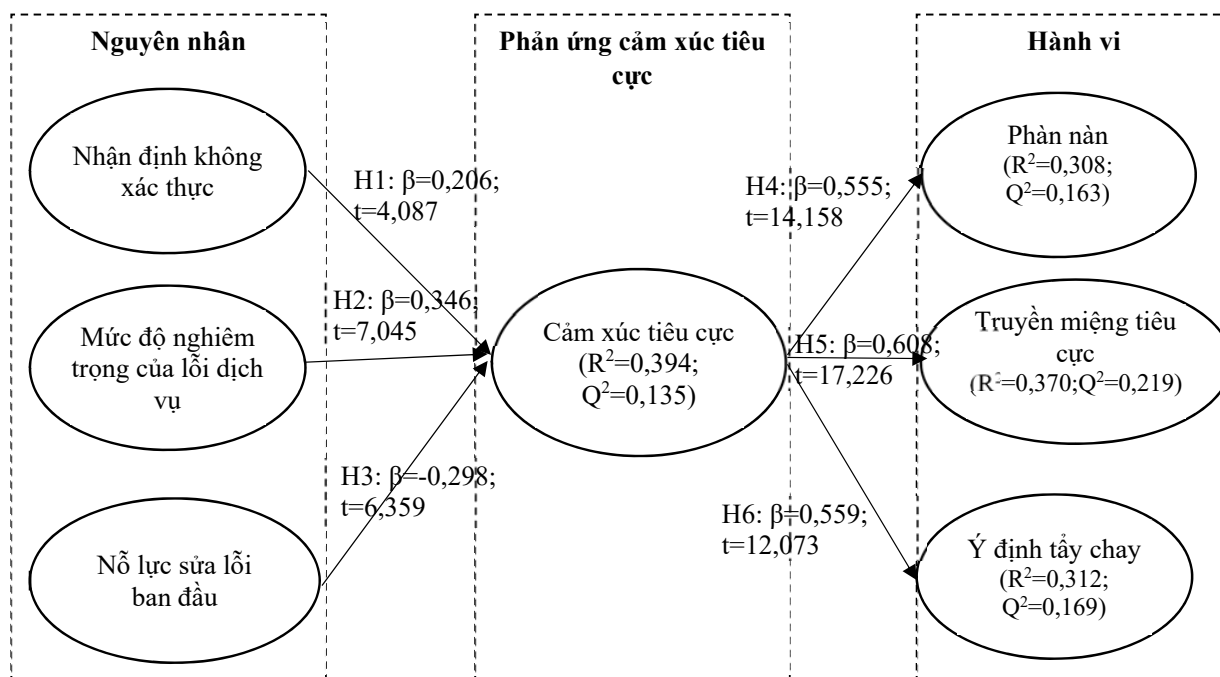 Nguyên nhân
Nhận định không
xác thực
Mức độ nghiêm
trọng của lỗi dịch
vụ
Nỗ lực sửa lỗi
ban đầu
H1: β=0,206;
t=4,087
H2: β=0,346;
t=7,045
H3: β=-0,298;
t=6,359
Phản ứng cảm xúc tiêu
cực
Cảm xúc tiêu cực
(R²=0,394;
Q²=0,135)
H4: β=0,555;
t=14,158
H5: β=0,608;
t=17,226
H6: β=0,559;
t=12,073
Hành vi
Phàn nàn
(R²=0,308;
Q²=0,163)
Truyền miệng tiêu
cực
(R²=0,370;Q²=0,219)
Ý định tẩy chay
(R²=0,312;
Q²=0,169)